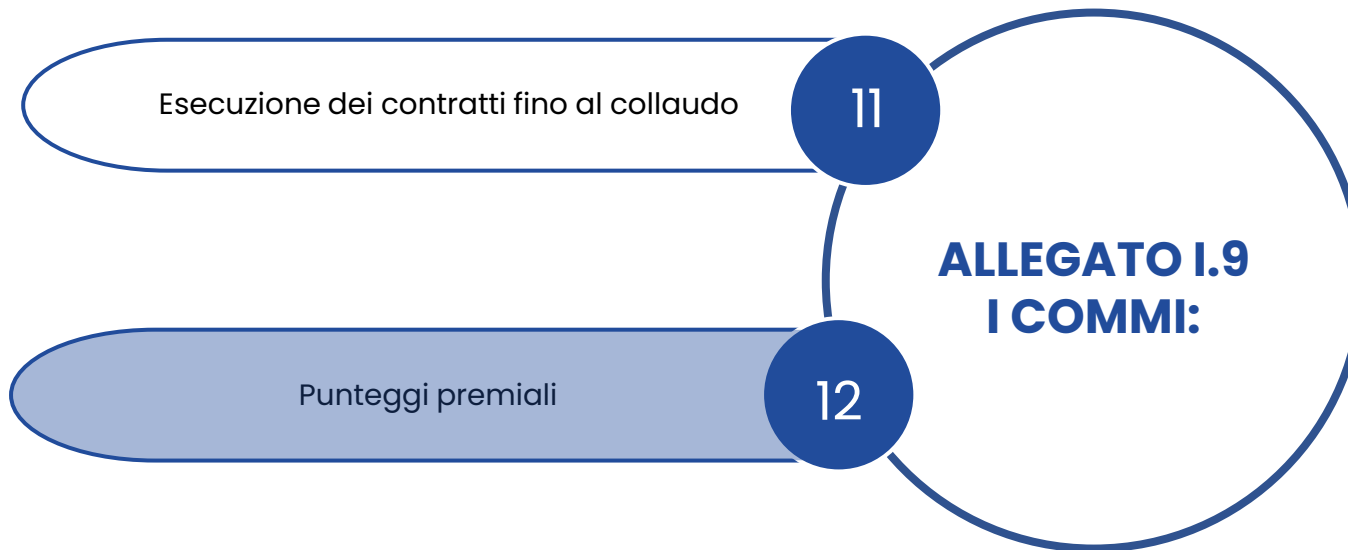 Esecuzione dei contratti fino al collaudo
11
ALLEGATO I.9
I COMMI:
Punteggi premiali
12